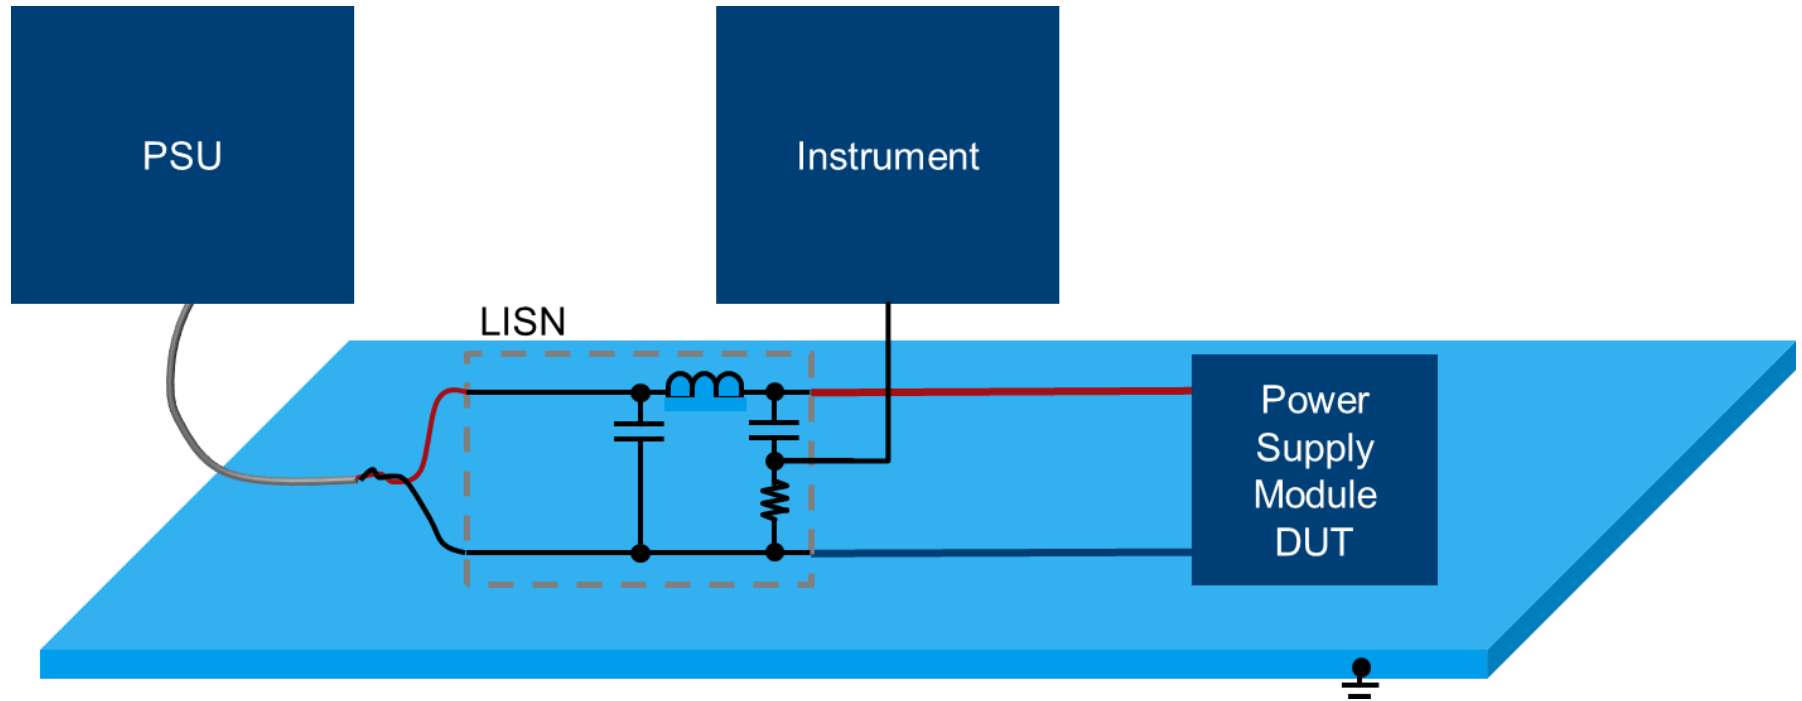 PSU
Instrument
LISN
Power
Supply
Module
DUT